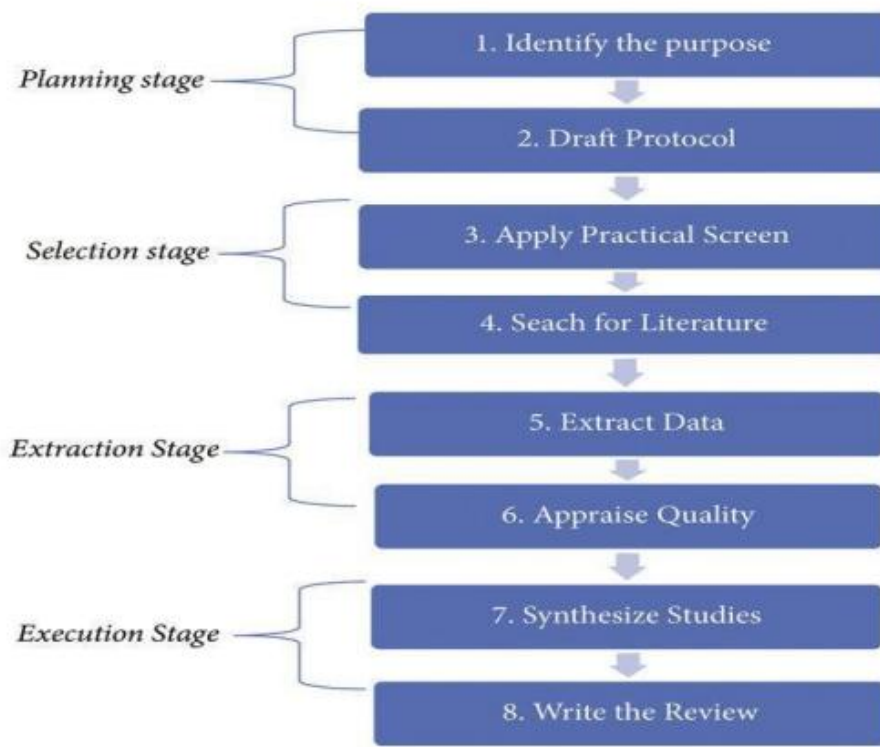 Planning stage
1. Identify the purpose
2. Draft Protocol
Selection stage
3. Apply Practical Screen
4. Seach for Literature
Extraction Stage
5. Extract Data
6. Appraise Quality
Execution Stage
7. Synthesize Studies
8. Write the Review